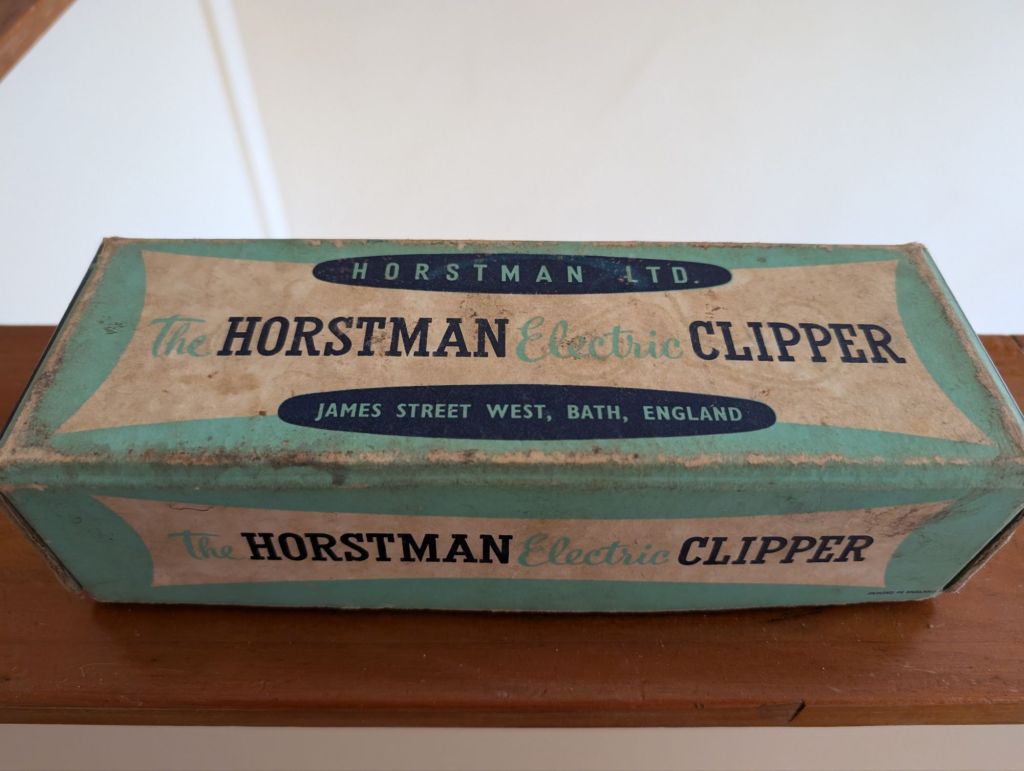 HORSTMAN LTD.
The HORSTMAN Electric CLIPPER
JAMES STREET WEST, BATH, ENGLAND
The HORSTMAN Electric CLIPPER